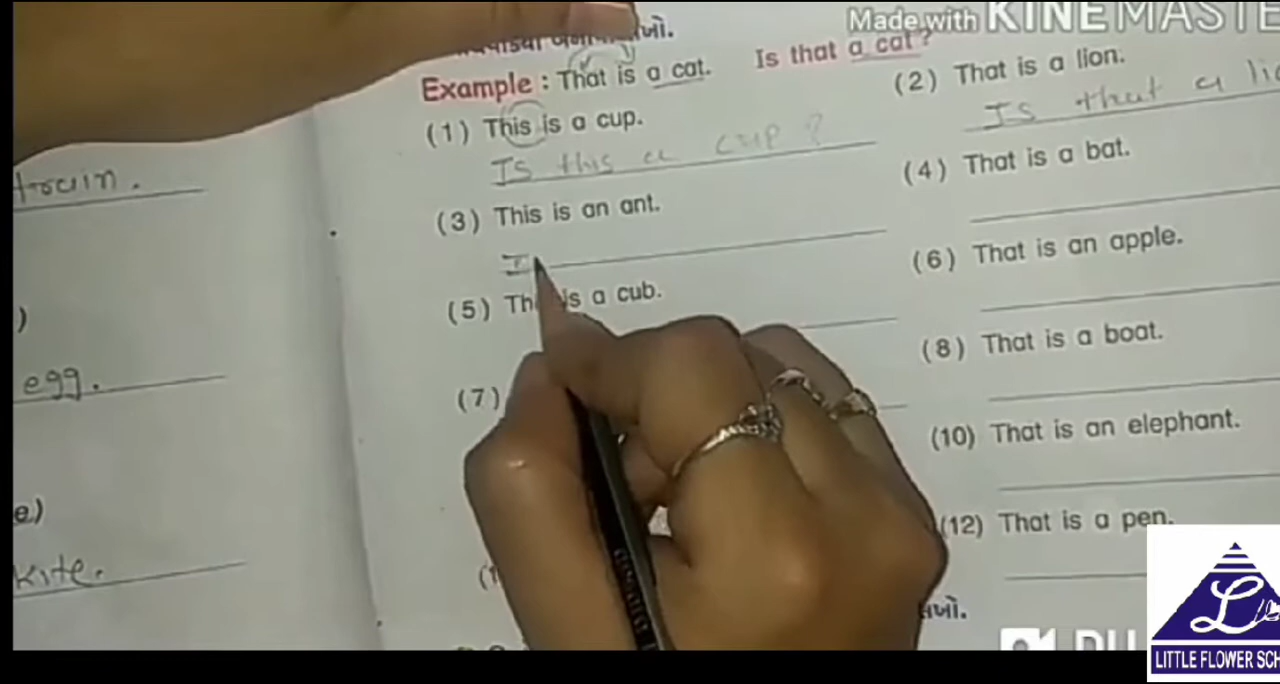 Made with KINEMASTE
ખો.
Example : That is a cat. Is that a cat?
(1) This is a cup.
Is this a cup?
(2) That is a lion.
Is that a li
(3) This is an ant.
I
(4) That is a bat.
(5) Th is a cub.
(6) That is an apple.
(7)
(8) That is a boat.
(10) That is an elephant.
(12) That is a pen.
ખો.
train.
)
egg.
e)
kite.
LITTLE FLOWER SCH